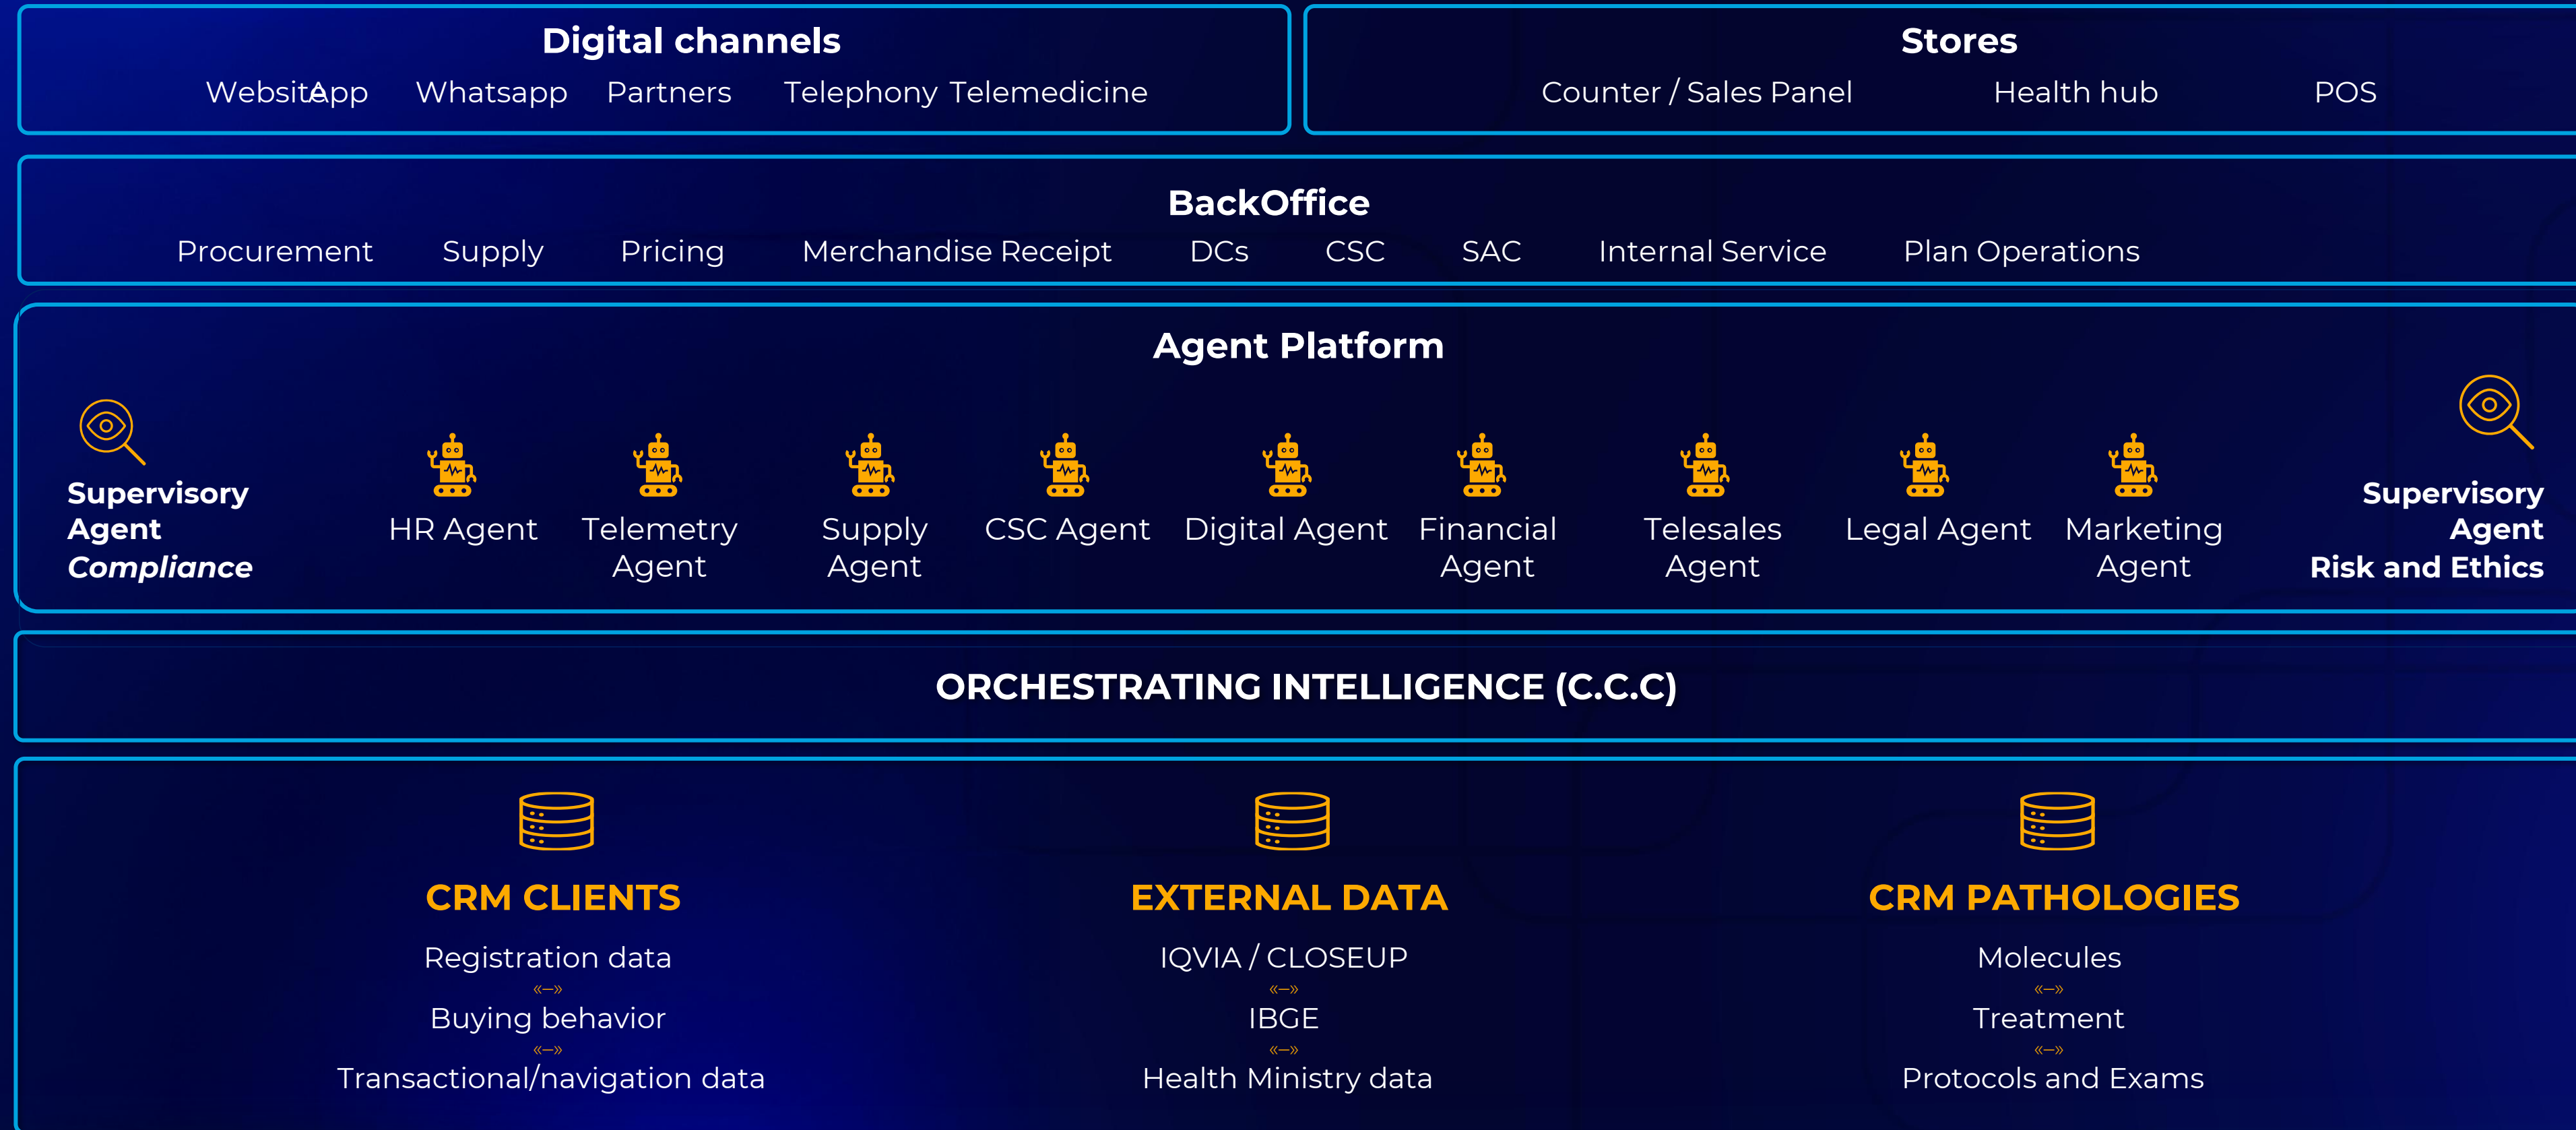 Digital channels
Website App Whatsapp Partners Telephony Telemedicine
Stores
Counter / Sales Panel Health hub POS
BackOffice
Procurement Supply Pricing Merchandise Receipt DCs CSC SAC Internal Service Plan Operations
Agent Platform
Supervisory
Agent
Compliance
HR Agent
Telemetry
Agent
Supply
Agent
CSC Agent
Digital Agent
Financial
Agent
Telesales
Agent
Legal Agent
Marketing
Agent
Supervisory
Agent
Risk and Ethics
ORCHESTRATING INTELLIGENCE (C.C.C)
CRM CLIENTS
Registration data
«–»
Buying behavior
«–»
Transactional/navigation data
EXTERNAL DATA
IQVIA / CLOSEUP
«–»
IBGE
«–»
Health Ministry data
CRM PATHOLOGIES
Molecules
«–»
Treatment
«–»
Protocols and Exams